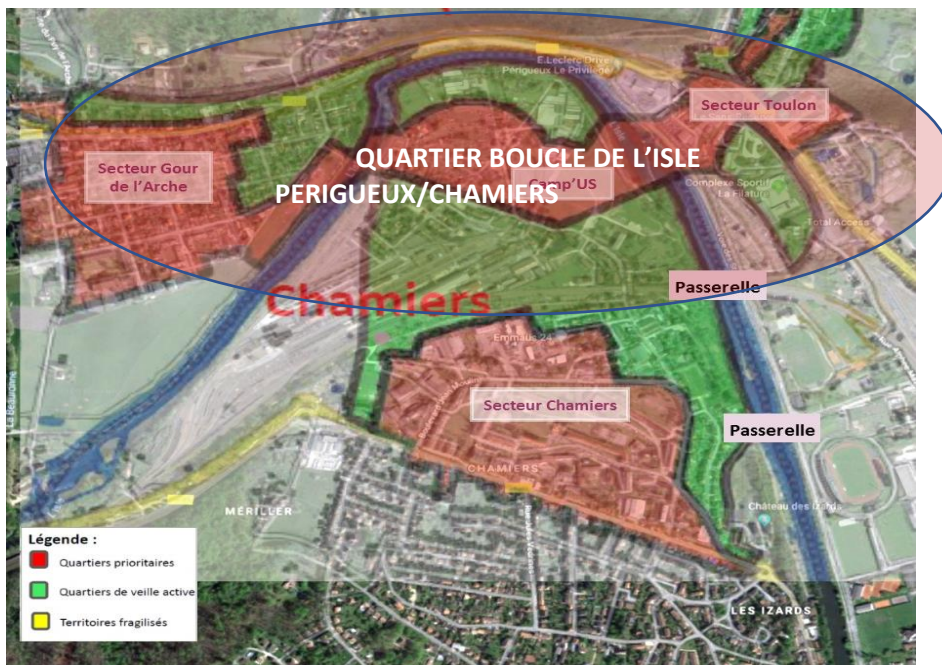 E.Leclerc Drive
Périgueux Le Privilège
Secteur Toulon
Secteur Gour
de l'Arche
QUARTIER BOUCLE DE L'ISLE
PERIGUEUX/CHAMIERS
Camp'US
Complexe Sportif
La Filature
Total Access
Passerelle
Chamiers
Emmaüs 24
Secteur Chamiers
Passerelle
CHAMIERS
Château des Izards
MÉRILLER
LES IZARDS
Légende :
Quartiers prioritaires
Quartiers de veille active
Territoires fragilisés